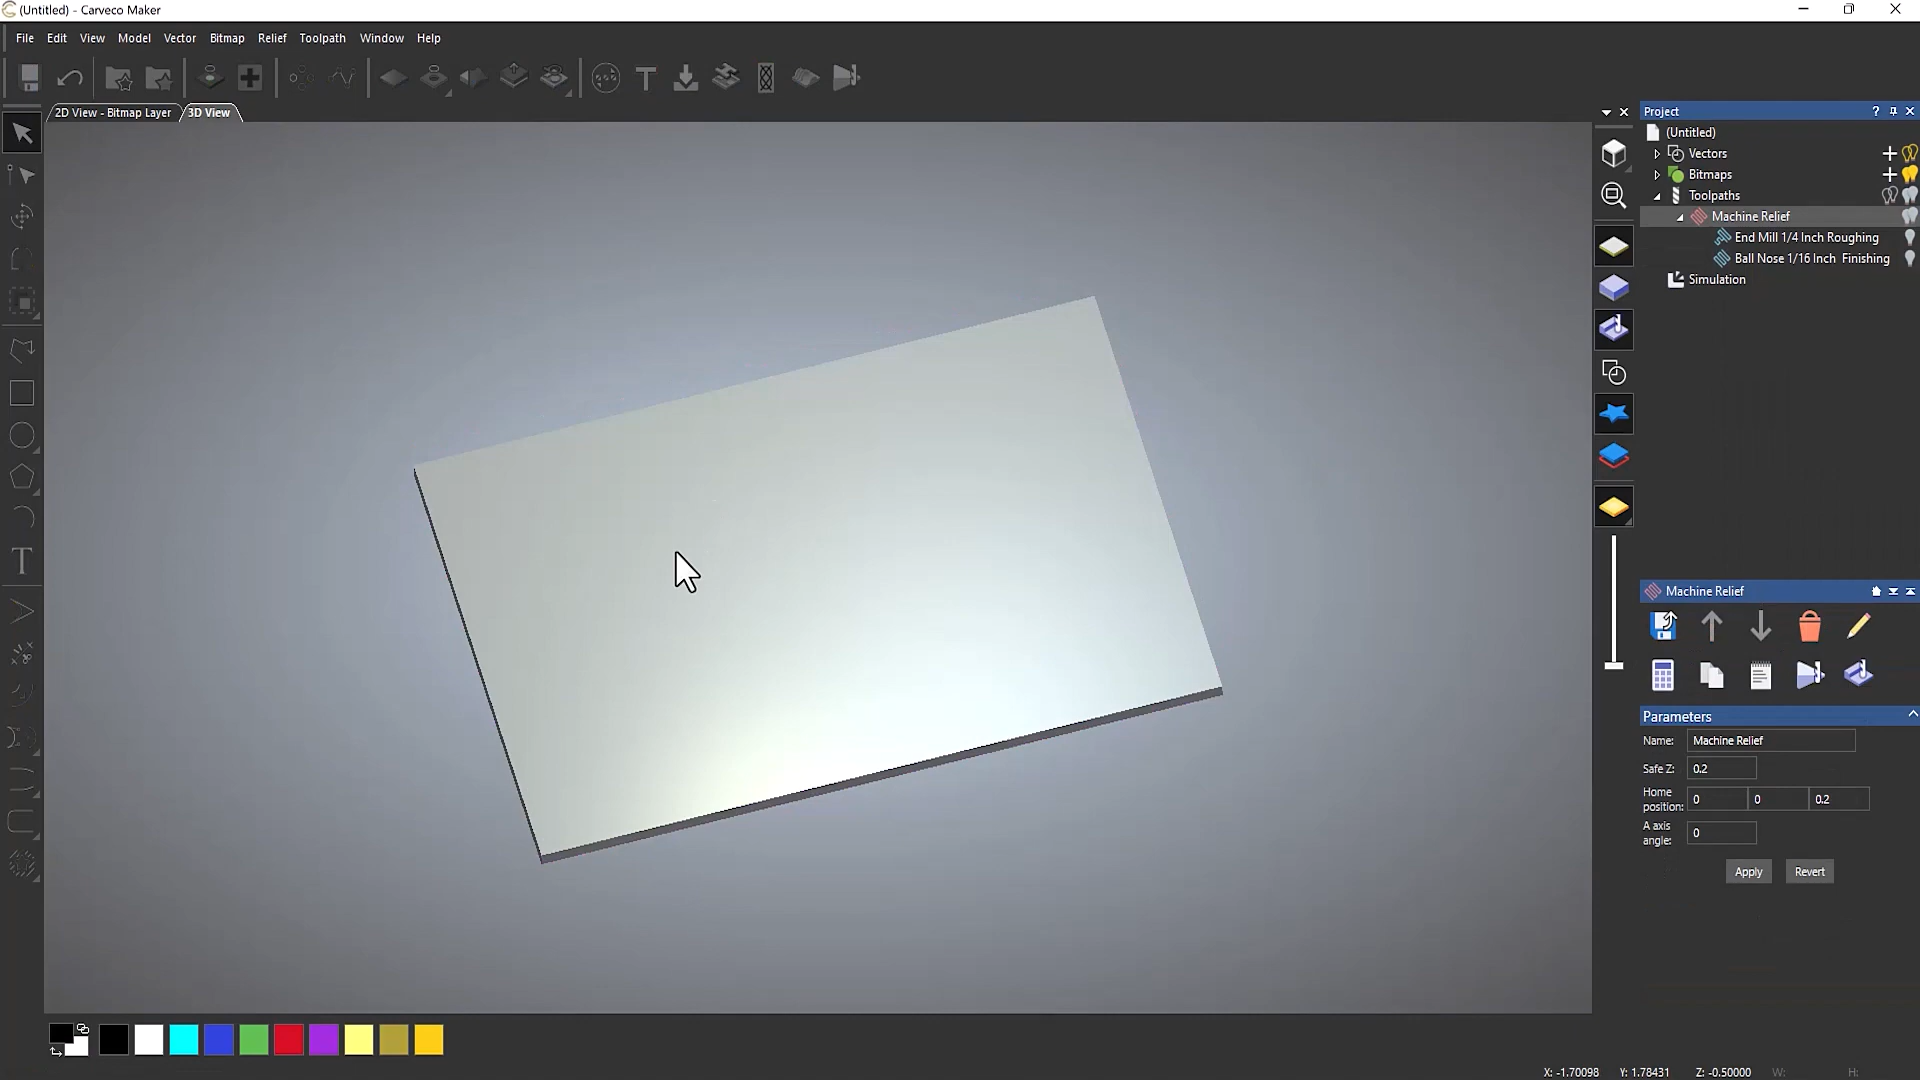 (Untitled) - Carveco Maker
File Edit View Model Vector Bitmap Relief Toolpath Window Help
2D View - Bitmap Layer
3D View
Project
(Untitled)
Vectors
Bitmaps
Toolpaths
Machine Relief
End Mill 1/4 Inch Roughing
Ball Nose 1/16 Inch Finishing
Simulation
Machine Relief
Parameters
Name: Machine Relief
Safe Z: 0.2
Home position: 0 0 0.2
A axis angle: 0
Apply Revert
X: -1.70098 Y: 1.78431 Z: -0.50000 W: H: